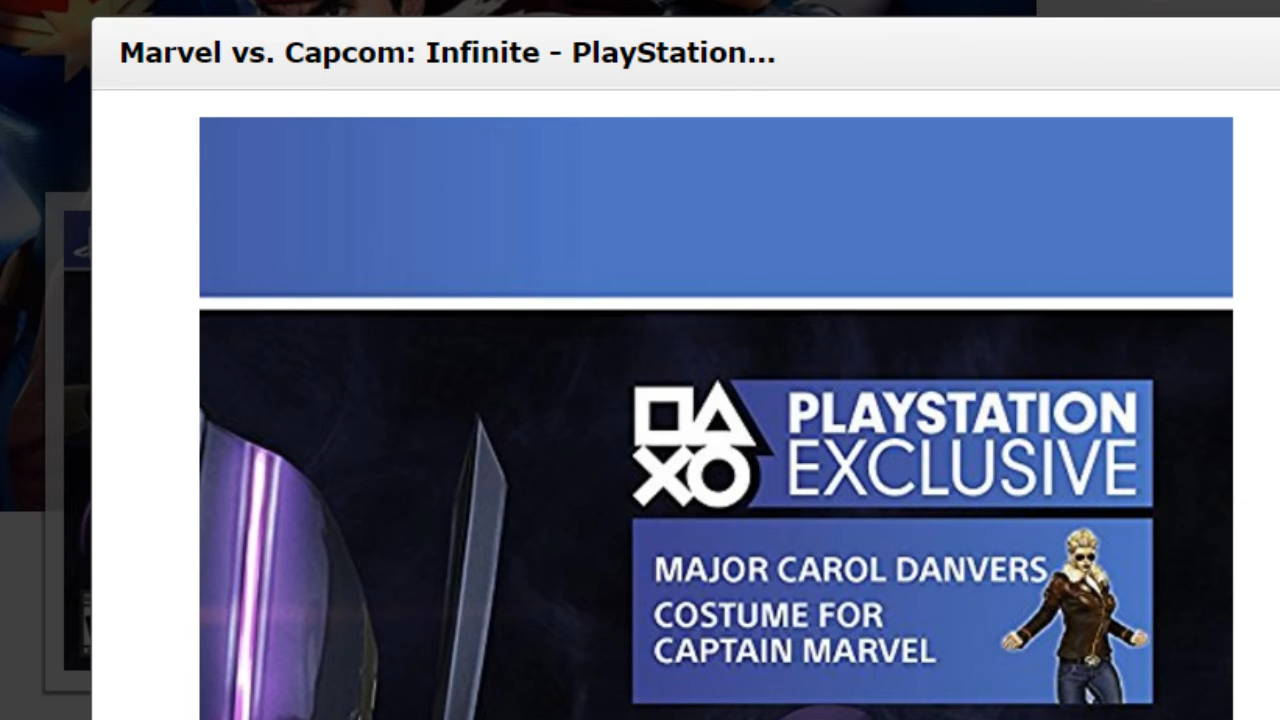 Marvel vs. Capcom: Infinite - PlayStation...
PLAYSTATION
EXCLUSIVE
MAJOR CAROL DANVERS
COSTUME FOR
CAPTAIN MARVEL